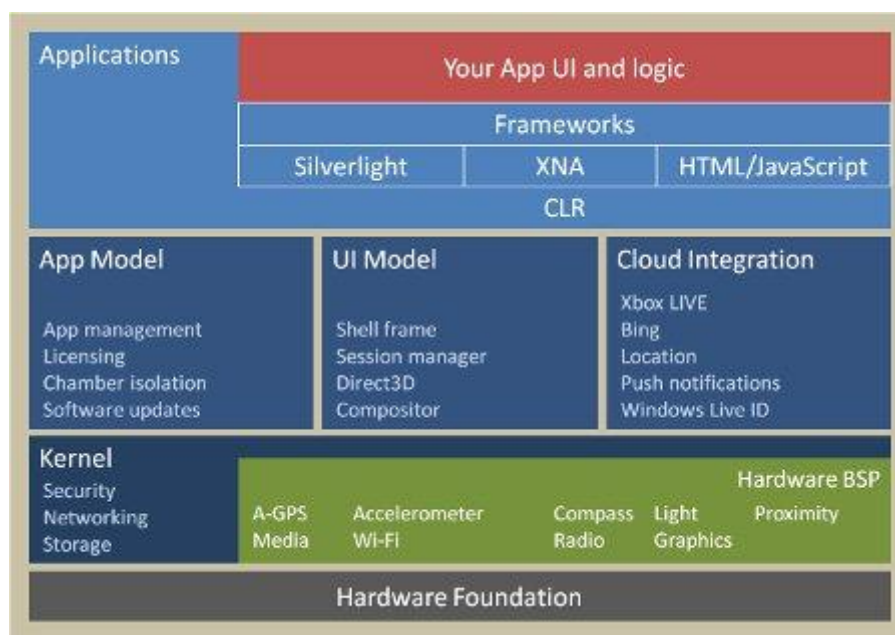 Applications
Your App UI and logic
Frameworks
Silverlight
XNA
HTML/JavaScript
CLR
App Model
App management
Licensing
Chamber isolation
Software updates
UI Model
Shell frame
Session manager
Direct3D
Compositor
Cloud Integration
Xbox LIVE
Bing
Location
Push notifications
Windows Live ID
Kernel
Security
Networking
Storage
Hardware BSP
A-GPS Accelerometer Compass Light Proximity
Media Wi-Fi Radio Graphics
Hardware Foundation